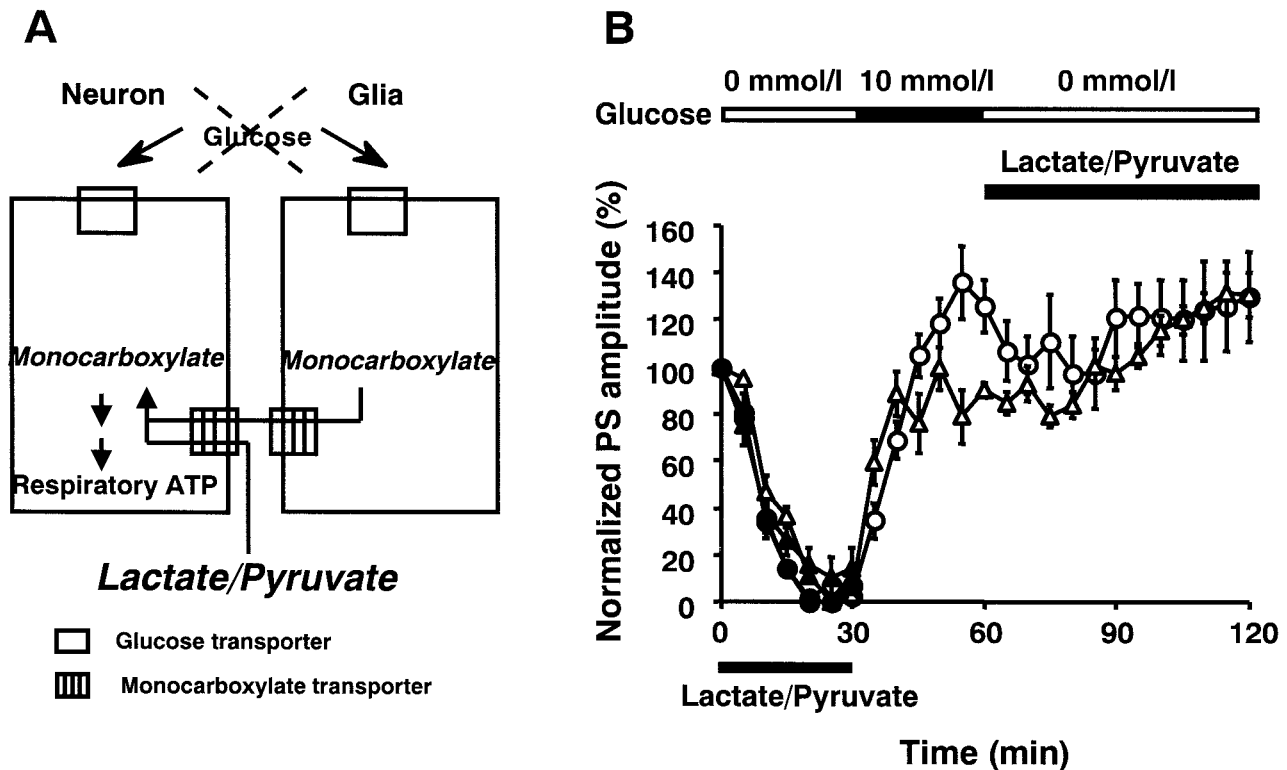 A
Neuron
Glia
Glucose
Monocarboxylate
Monocarboxylate
Respiratory ATP
Lactate/Pyruvate
Glucose transporter
Monocarboxylate transporter
B
0 mmol/l 10 mmol/l 0 mmol/l
Glucose
Lactate/Pyruvate
Normalized PS amplitude (%)
160
140
120
100
80
60
40
20
0
0 30 60 90 120
Lactate/Pyruvate
Time (min)